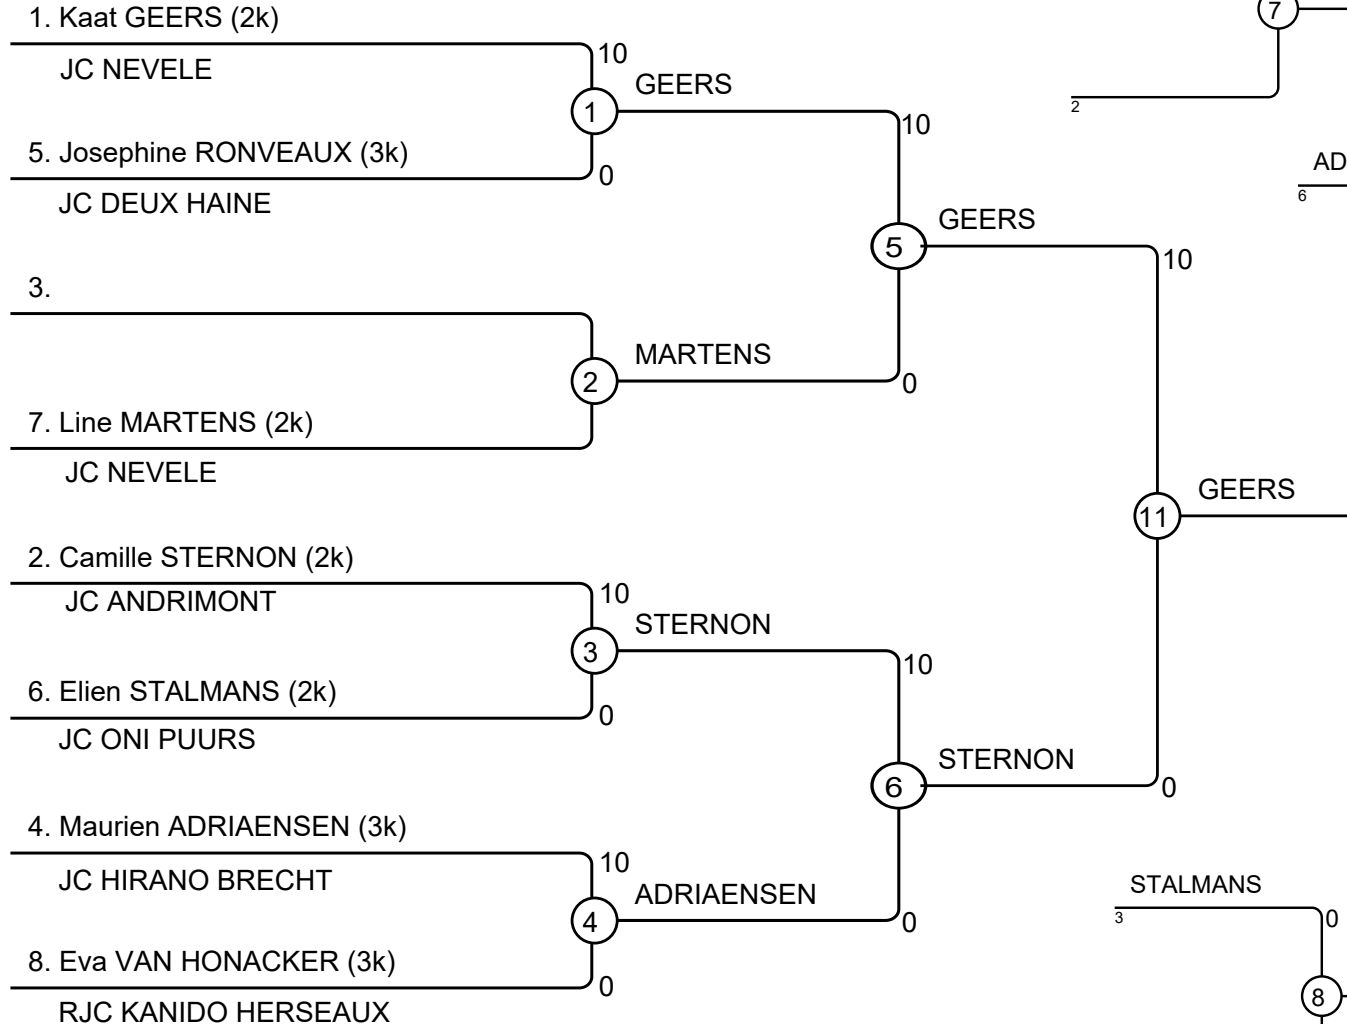 1. Kaat GEERS (2k)
7
10
JC NEVELE
GEERS
2
1
10
5. Josephine RONVEAUX (3k)
AD
0
6
JC DEUX HAINE
GEERS
5
10
3.
MARTENS
2
0
7. Line MARTENS (2k)
JC NEVELE
GEERS
11
2. Camille STERNON (2k)
10
JC ANDRIMONT
STERNON
3
10
6. Elien STALMANS (2k)
0
JC ONI PUURS
STERNON
6
0
4. Maurien ADRIAENSEN (3k)
10
JC HIRANO BRECHT
STALMANS
ADRIAENSEN
3
0
4
0
8. Eva VAN HONACKER (3k)
0
8
RJC KANIDO HERSEAUX